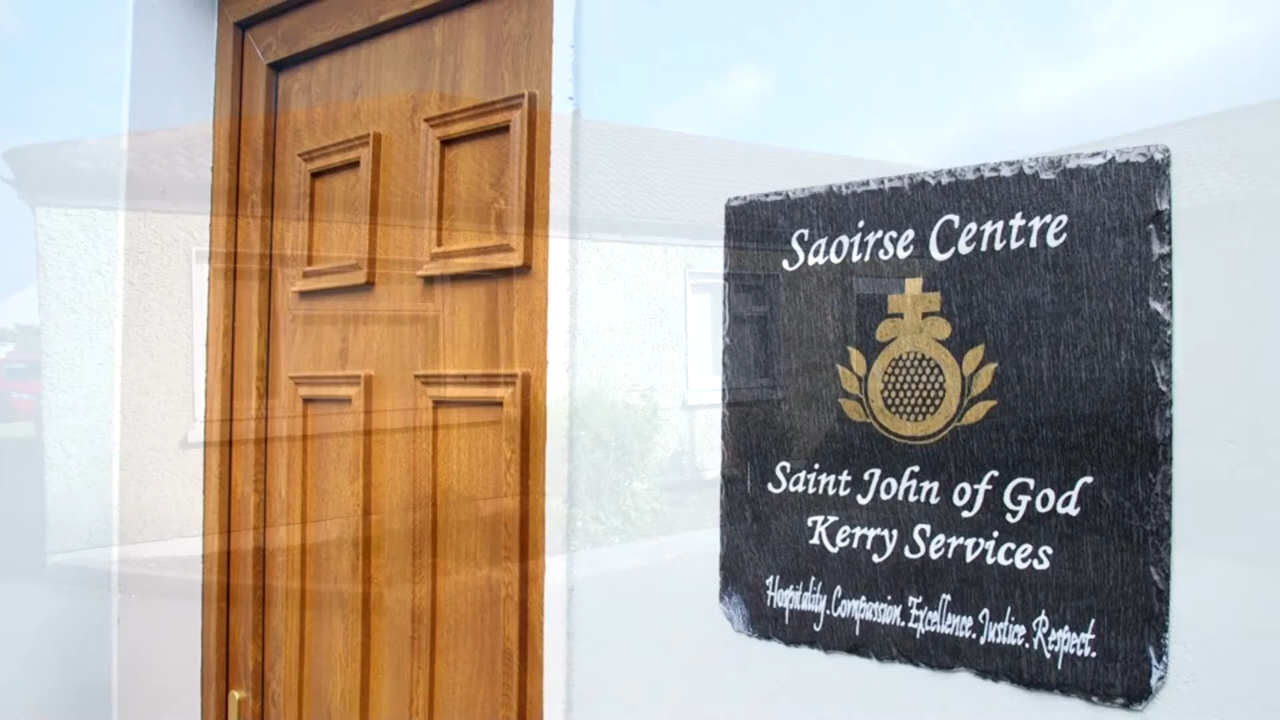 Saoirse Centre
Saint John of God
Kerry Services
Hospitality. Compassion. Excellence. Justice. Respect.